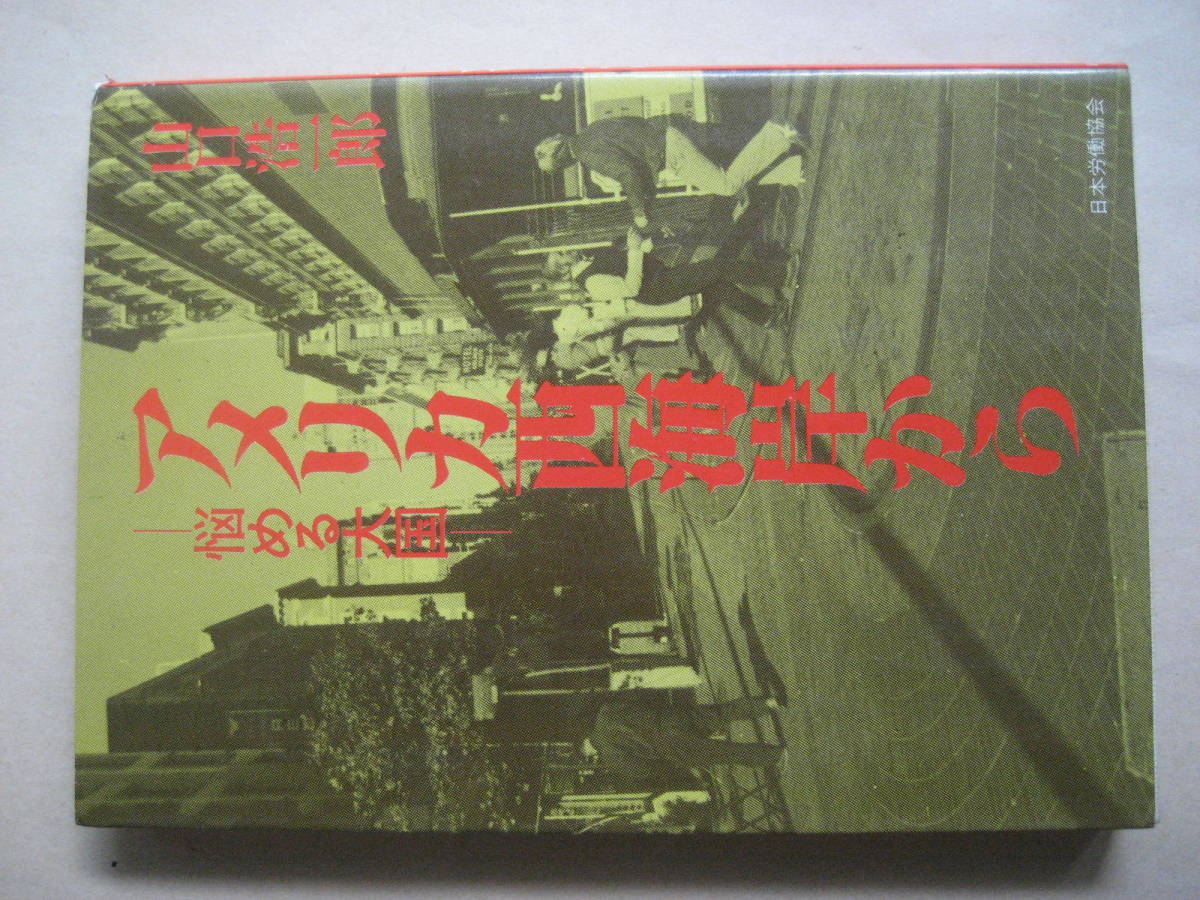 山口浩一郎
アメリカ西海岸から
—悩める大国—
日本労働協会